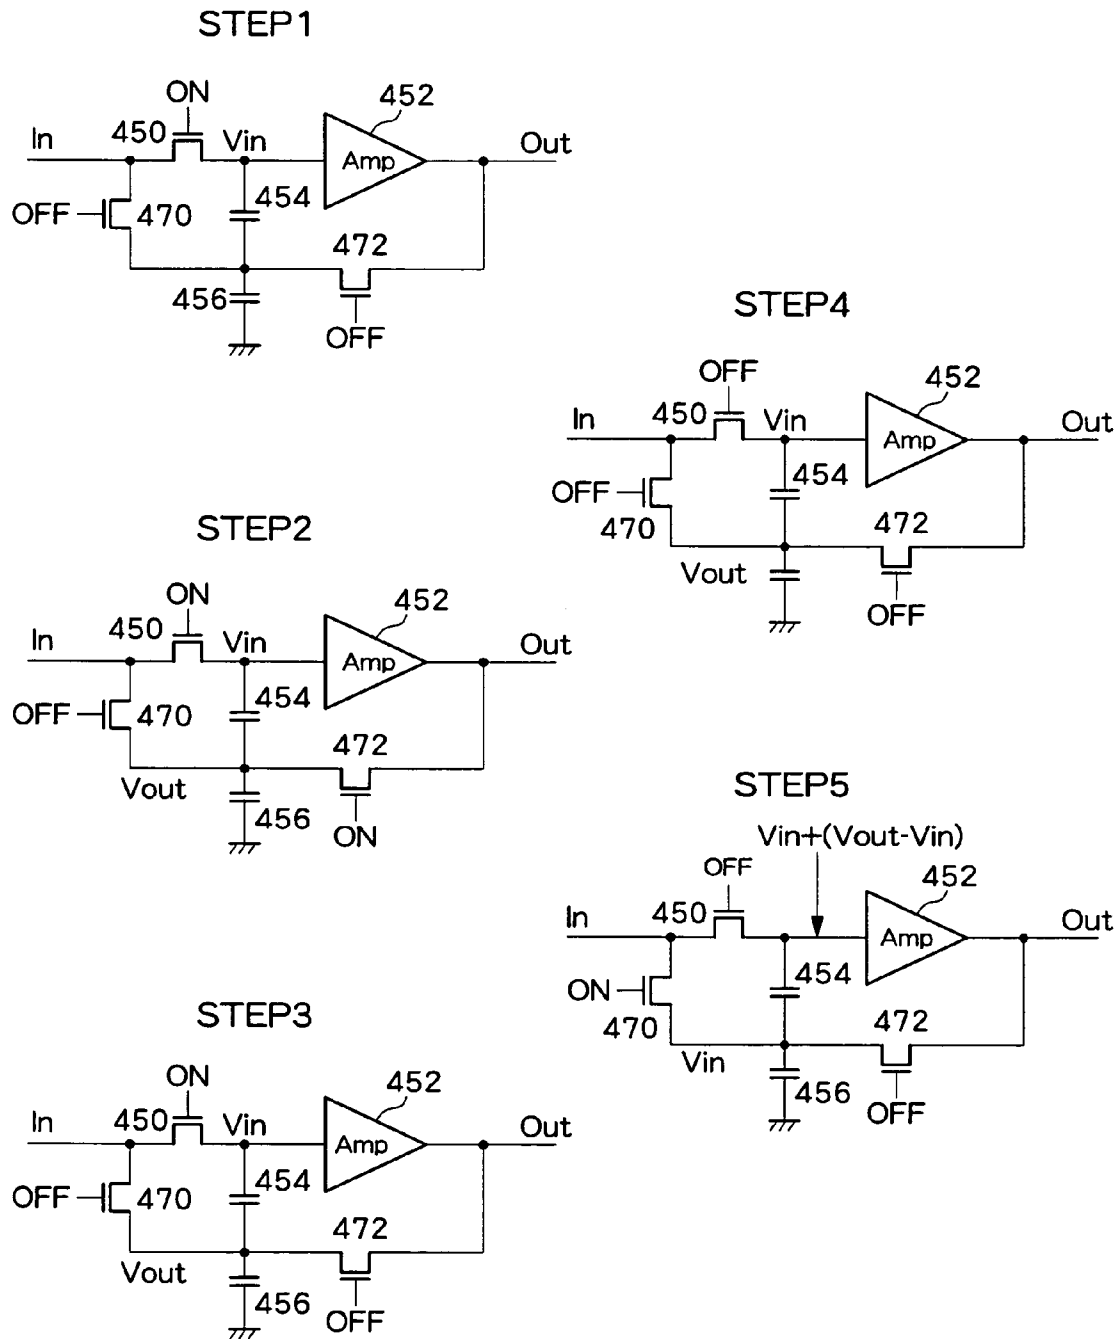 STEP1
ON
452
In
450
Vin
Amp
Out
454
OFF
470
472
456
OFF
STEP2
ON
452
In
450
Vin
Amp
Out
454
OFF
470
472
Vout
456
ON
STEP3
ON
452
In
450
Vin
Amp
Out
454
OFF
470
472
Vout
456
OFF
STEP4
OFF
452
In
450
Vin
Amp
Out
454
OFF
470
472
Vout
OFF
STEP5
Vin+(Vout-Vin)
OFF
452
In
450
Amp
Out
454
ON
470
472
Vin
456
OFF